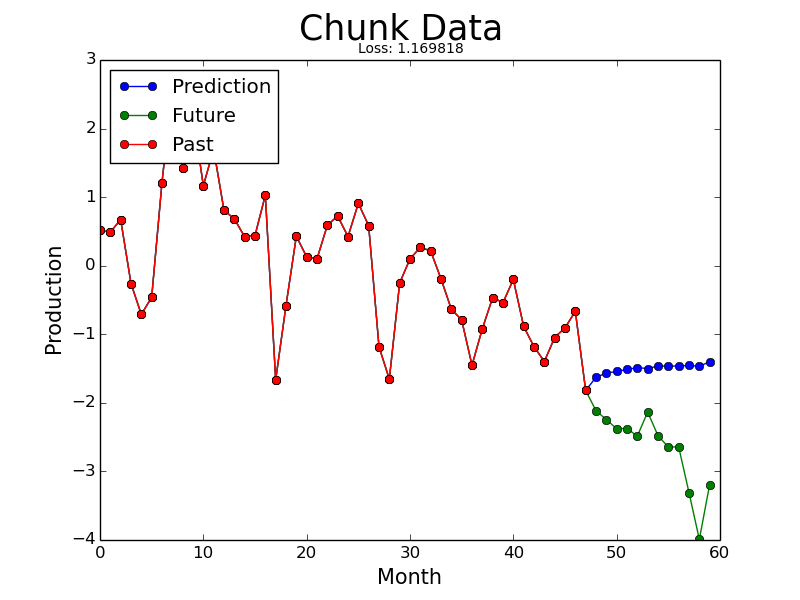 Chunk Data
Loss: 1.169818
3
Prediction
Future
Past
2
1
0
−1
−2
−3
−4
Production
0 10 20 30 40 50 60
Month